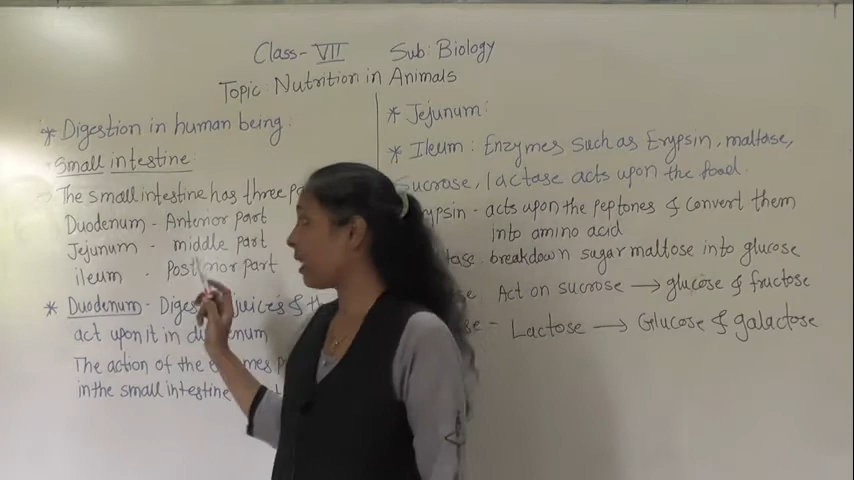 Class- VII Sub: Biology
Topic: Nutrition in Animals
* Digestion in human being.
Small intestine:
→ The small intestine has three
Duodenum - Anterior part
Jejunum - middle part
ileum - Posterior part
* Duodenum - juices &
act upon it in
The action of the
in the small intestine
* Jejunum:
* Ileum: Enzymes such as Erypsin, maltase,
Sucrose, lactase acts upon the food.
Erypsin - acts upon the peptones & convert them
into amino acid
breakdown sugar maltose into glucose
Act on sucrose → glucose & fructose
Lactose → Glucose & galactose